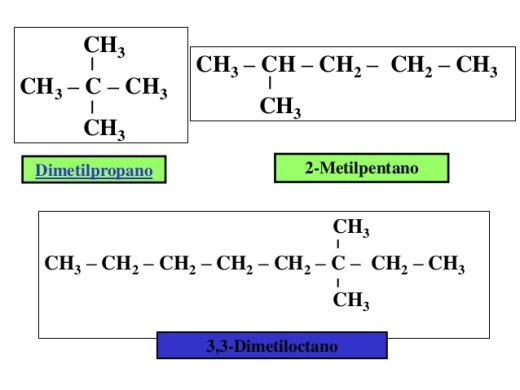 CH₃
CH₃ – C – CH₃
CH₃
Dimetilpropano
CH₃ – CH – CH₂ – CH₂ – CH₃
CH₃
2-Metilpentano
CH₃
CH₃ – CH₂ – CH₂ – CH₂ – CH₂ – C – CH₂ – CH₃
CH₃
3,3-Dimetiloctano